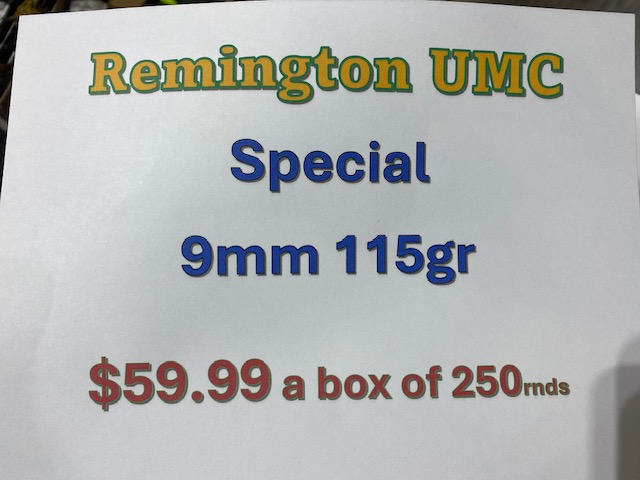 Remington UMC
Special
9mm 115gr
$59.99 a box of 250rnds